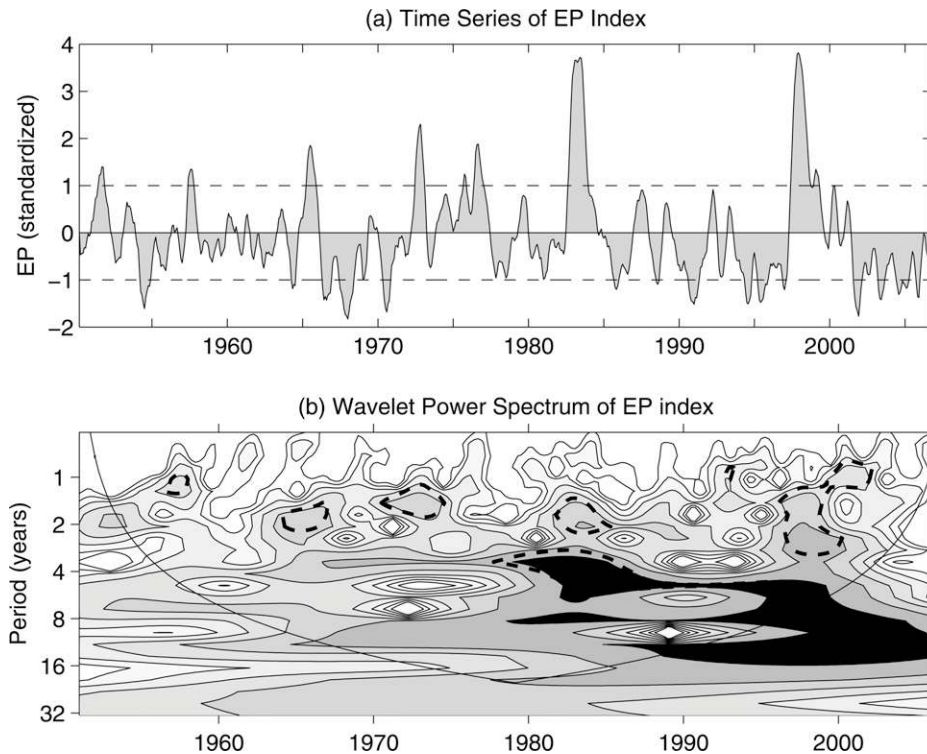 (a) Time Series of EP Index
EP (standardized)
4
3
2
1
0
−1
−2
1960 1970 1980 1990 2000
(b) Wavelet Power Spectrum of EP index
Period (years)
1
2
4
8
16
32
1960 1970 1980 1990 2000